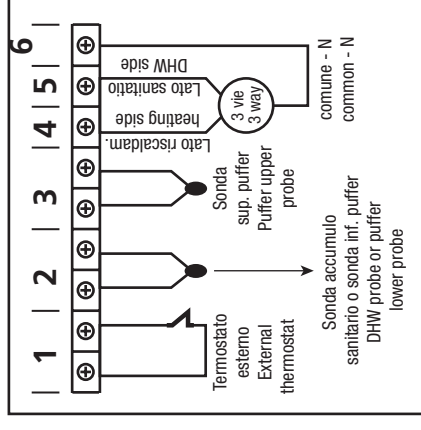 1
2
3
4
5
6
Termostato
esterno
External
thermostat
Sonda accumulo
sanitario o sonda inf. puffer
DHW probe or puffer
lower probe
Sonda
sup. puffer
Puffer upper
probe
Lato riscaldam.
heating side
Lato sanitatio
DHW side
3 vie
3 way
comune - N
common - N